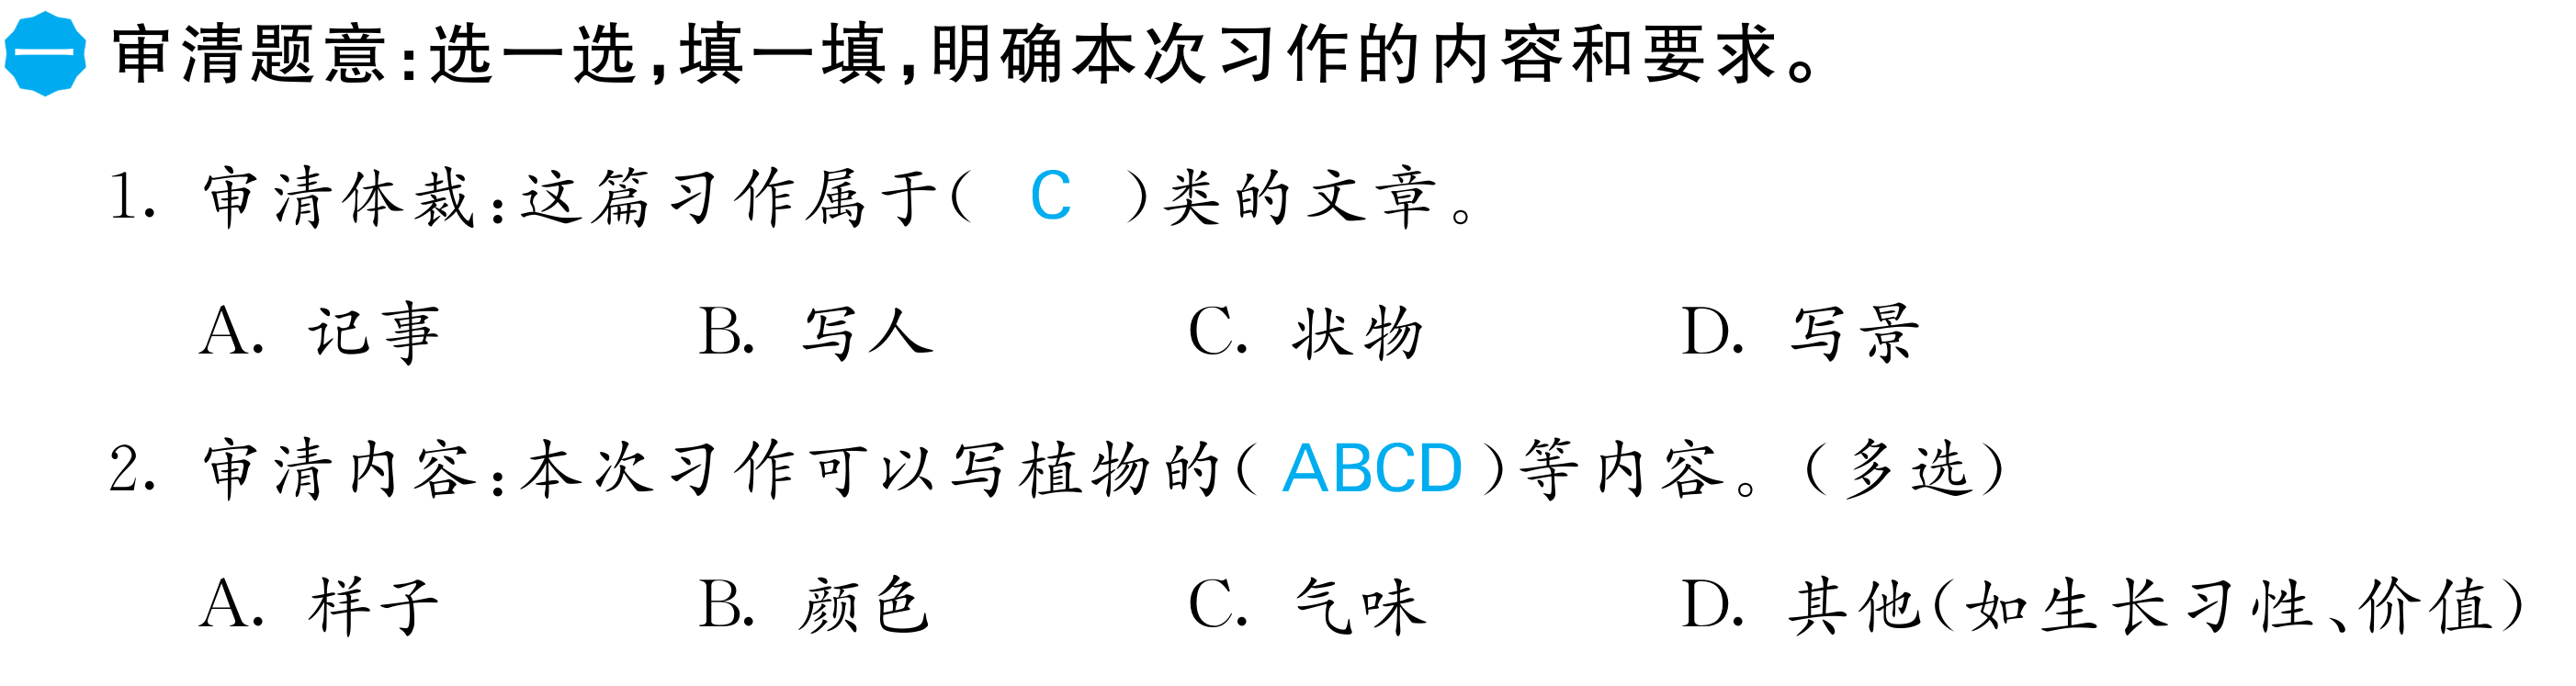 一 审清题意:选一选,填一填,明确本次习作的内容和要求。
1. 审清体裁:这篇习作属于( C )类的文章。
A. 记事 B. 写人 C. 状物 D. 写景
2. 审清内容:本次习作可以写植物的( ABCD )等内容。(多选)
A. 样子 B. 颜色 C. 气味 D. 其他(如生长习性、价值)